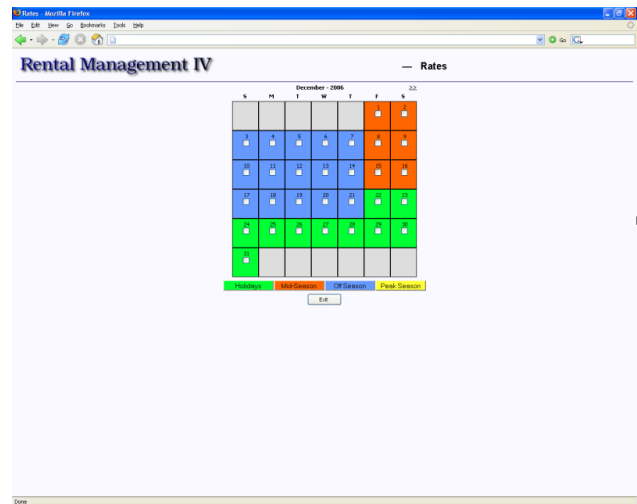 Rates - Mozilla Firefox
File Edit View Go Bookmarks Tools Help
Go
Rental Management IV
— Rates
December - 2006 >>
S M T W T F S
1 2
3 4 5 6 7 8 9
10 11 12 13 14 15 16
17 18 19 20 21 22 23
24 25 26 27 28 29 30
31
Holidays Mid-Season Off Season Peak Season
Exit
Done